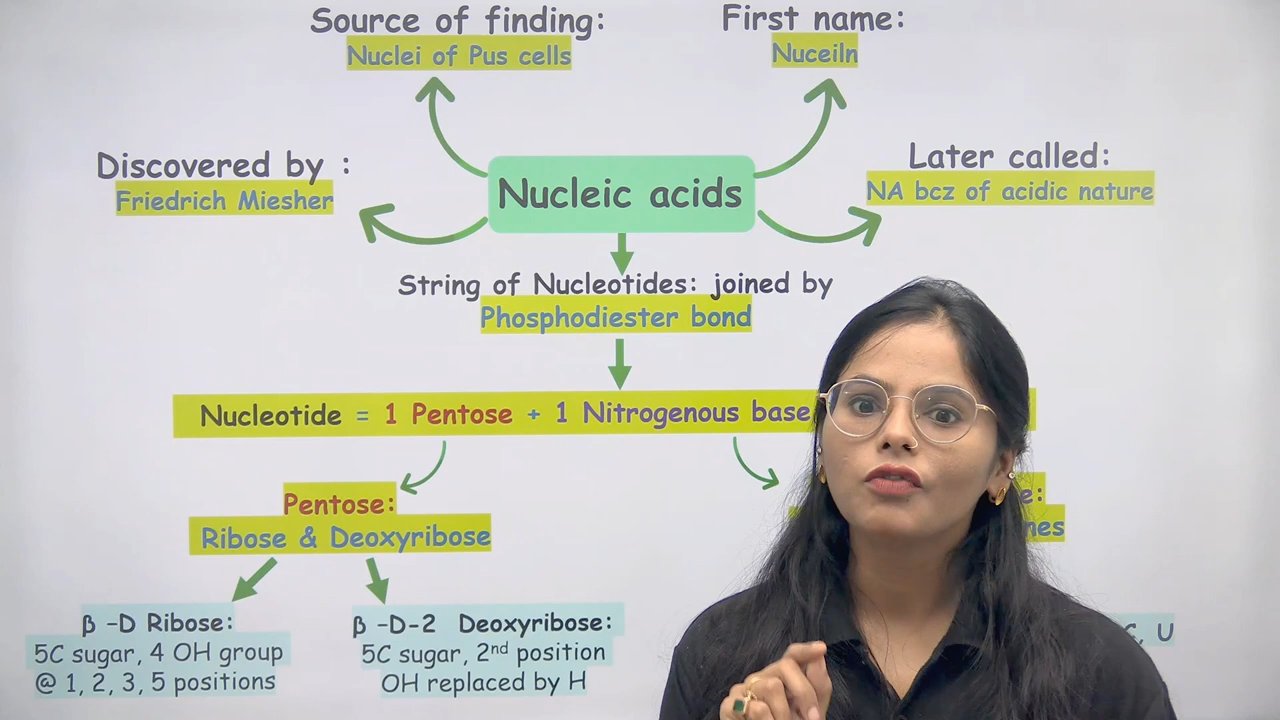 Source of finding:
Nuclei of Pus cells
First name:
Nuceiln
Discovered by :
Friedrich Miesher
Nucleic acids
Later called:
NA bcz of acidic nature
String of Nucleotides: joined by
Phosphodiester bond
Nucleotide = 1 Pentose + 1 Nitrogenous base
Pentose:
Ribose & Deoxyribose
β -D Ribose:
5C sugar, 4 OH group
@ 1, 2, 3, 5 positions
β -D-2 Deoxyribose:
5C sugar, 2nd position
OH replaced by H
e:
nes
C, U